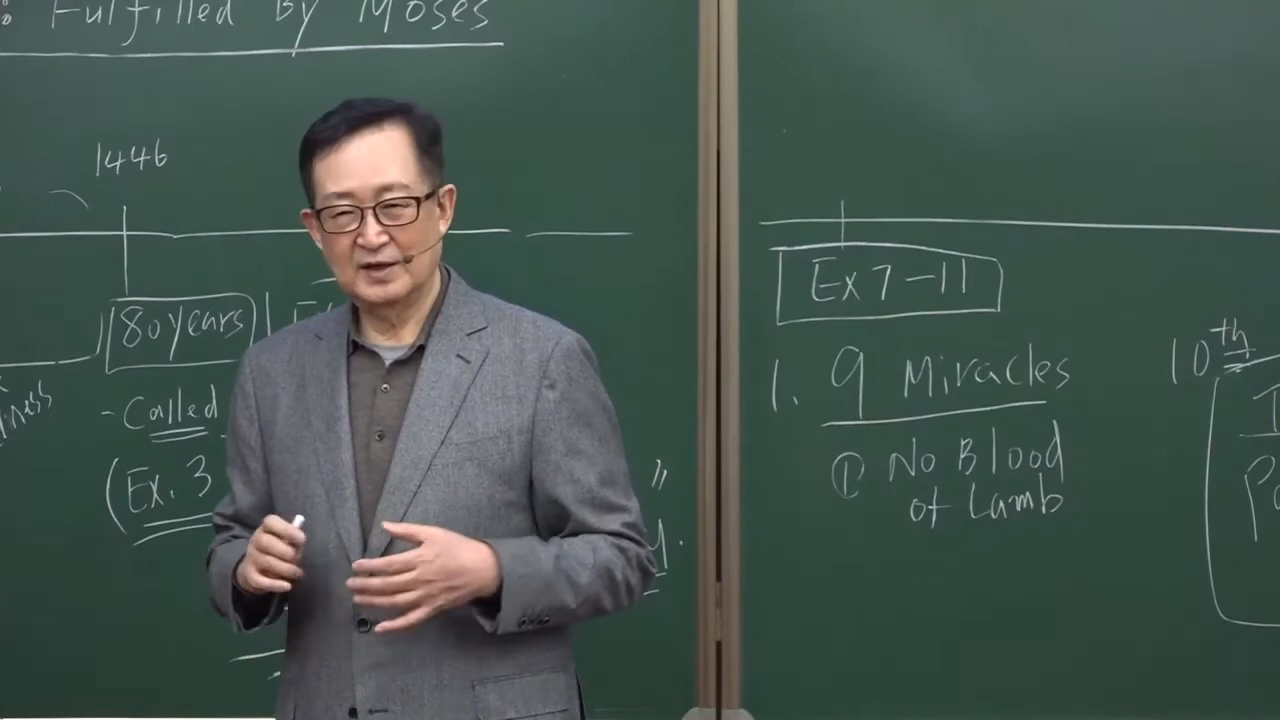 : Fulfilled By Moses
1446
80 years
- Called
(Ex. 3
Ex 7-11
1. 9 Miracles
① No Blood
of Lamb
10th